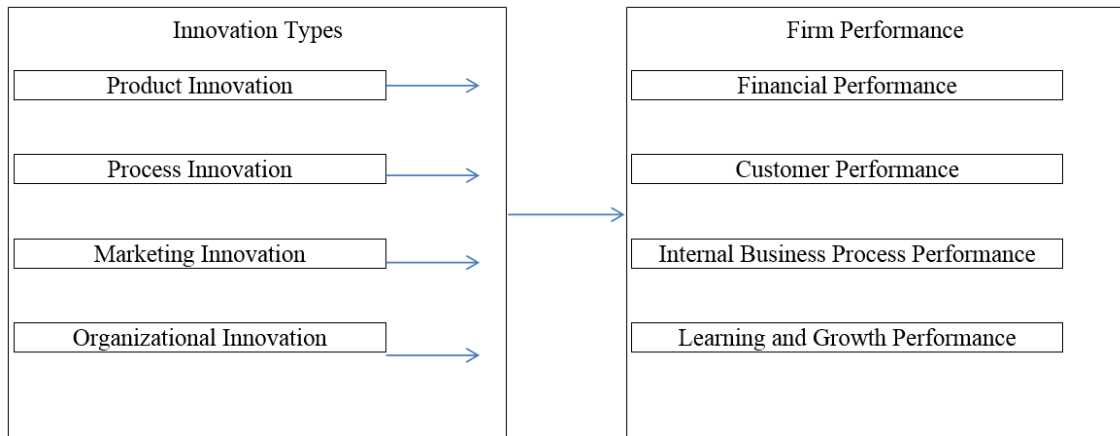 Innovation Types
Product Innovation
Process Innovation
Marketing Innovation
Organizational Innovation
Firm Performance
Financial Performance
Customer Performance
Internal Business Process Performance
Learning and Growth Performance